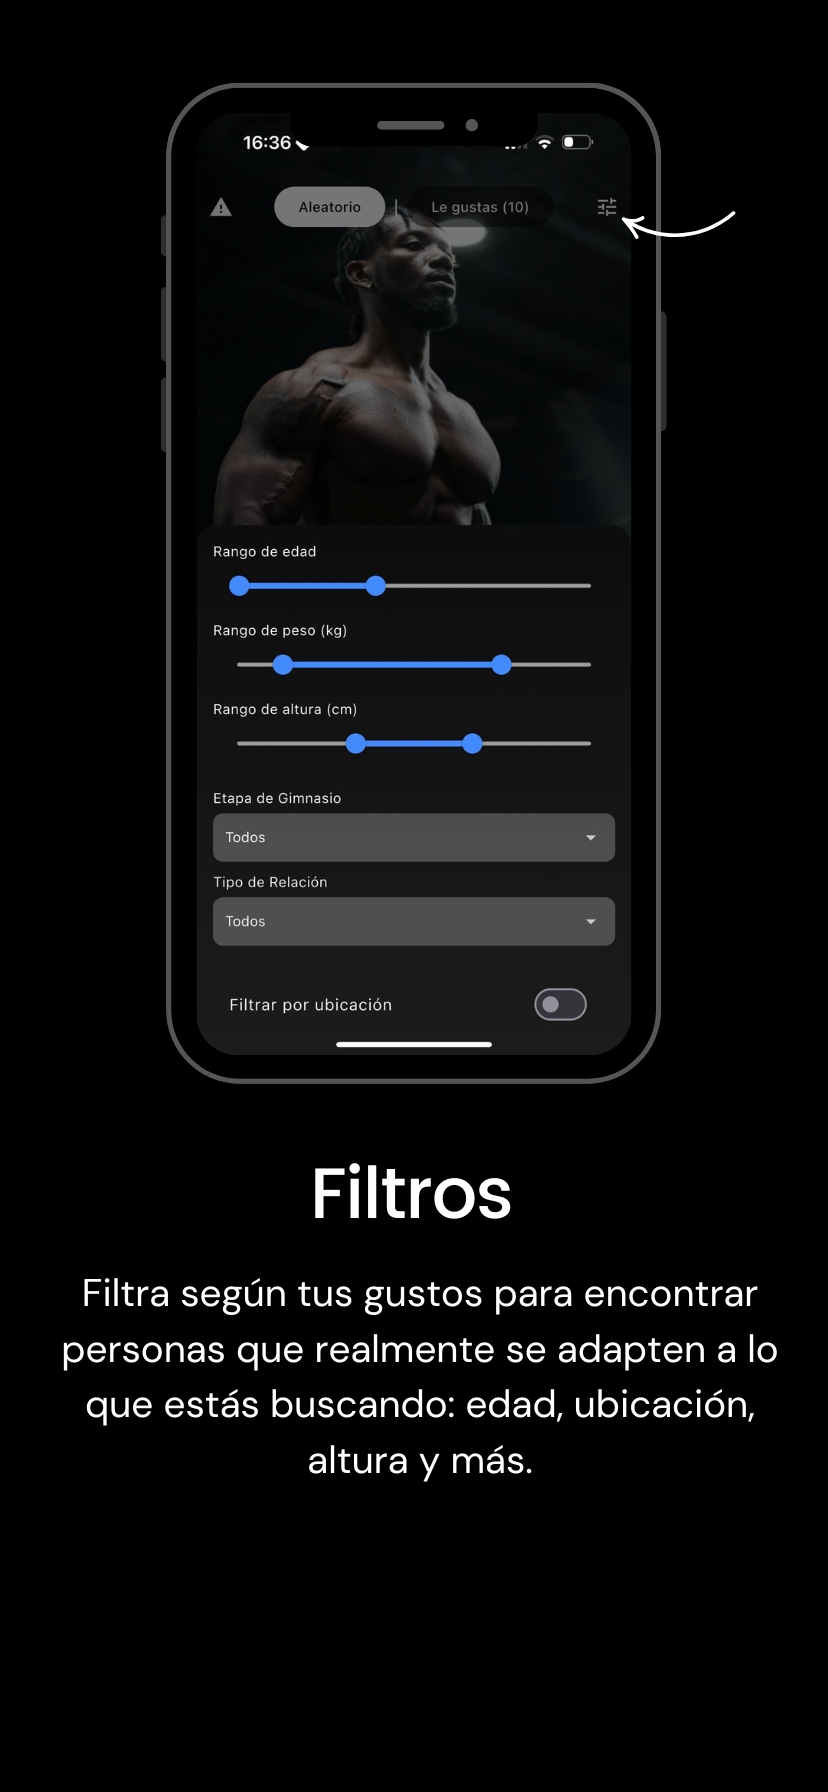 16:36
Aleatorio | Le gustas (10)
Rango de edad
Rango de peso (kg)
Rango de altura (cm)
Etapa de Gimnasio
Todos
Tipo de Relación
Todos
Filtrar por ubicación
Filtros
Filtra según tus gustos para encontrar
personas que realmente se adapten a lo
que estás buscando: edad, ubicación,
altura y más.